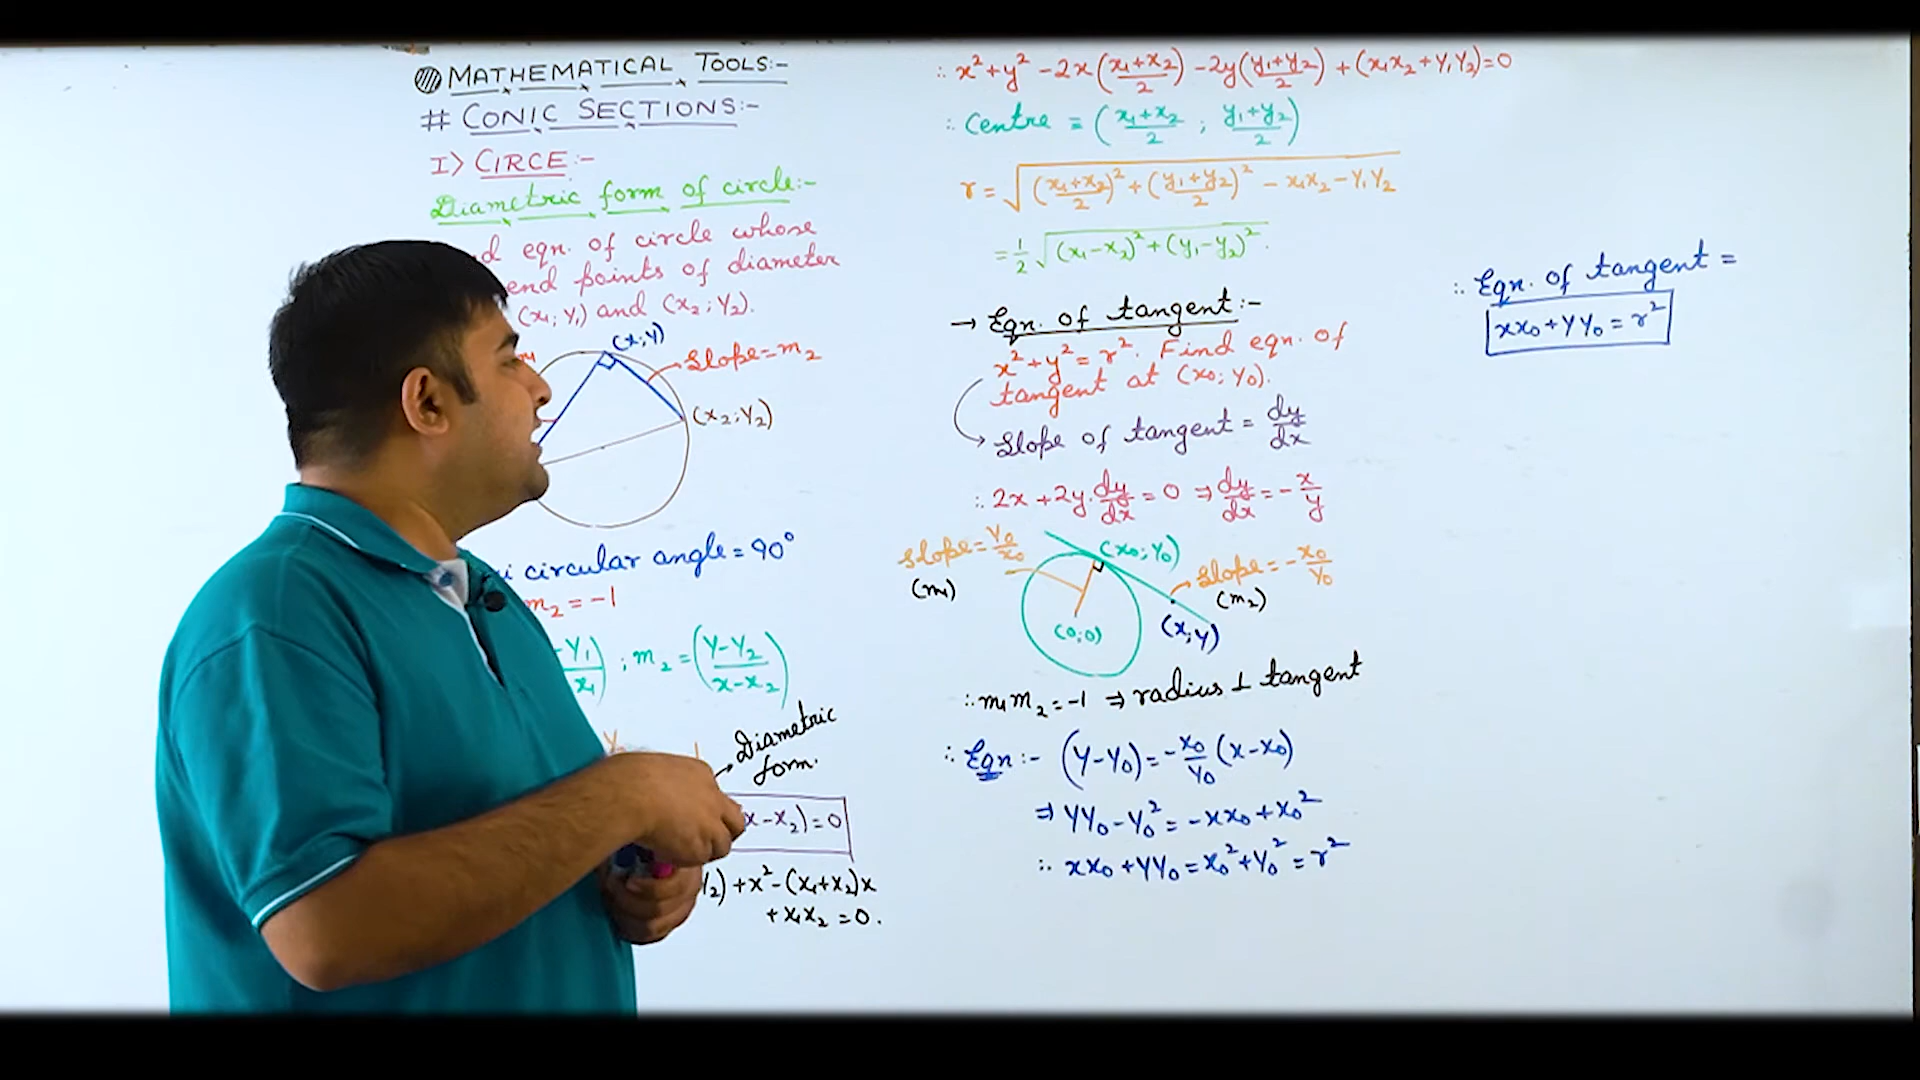 MATHEMATICAL TOOLS:-
# CONIC SECTIONS:-
I> CIRCE:-
Diametric form of circle:-
eqn. of circle whose
end points of diameter
(x₁; y₁) and (x₂; y₂).
(x; y)
Slope = m₂
(x₂; y₂)
circular angle = 90°
m₂ = -1
; m₂ = ((y-y₂)/(x-x₂))
Diametric
form.
x-x₂) = 0
y₂) + x² - (x₁+x₂)x
+ x₁x₂ = 0.
∴ x² + y² - 2x((x₁+x₂)/2) - 2y((y₁+y₂)/2) + (x₁x₂ + y₁y₂) = 0
∴ Centre = ((x₁+x₂)/2 ; (y₁+y₂)/2)
r = √(((x₁+x₂)/2)² + ((y₁+y₂)/2)² - x₁x₂ - y₁y₂)
= 1/2 √((x₁-x₂)² + (y₁-y₂)²).
→ Eqn. of tangent:-
x² + y² = r². Find eqn. of
tangent at (x₀; y₀).
Slope of tangent = dy/dx
∴ 2x + 2y.dy/dx = 0 ⇒ dy/dx = -x/y
Slope = y₀/x₀
(m₁)
(x₀; y₀)
Slope = -x₀/y₀
(m₂)
(0;0)
(x; y)
∴ m₁m₂ = -1 ⇒ radius ⊥ tangent
∴ Eqn:- (y-y₀) = -x₀/y₀ (x-x₀)
⇒ yy₀ - y₀² = -xx₀ + x₀²
∴ xx₀ + yy₀ = x₀² + y₀² = r²
∴ Eqn. of tangent =
xx₀ + yy₀ = r²